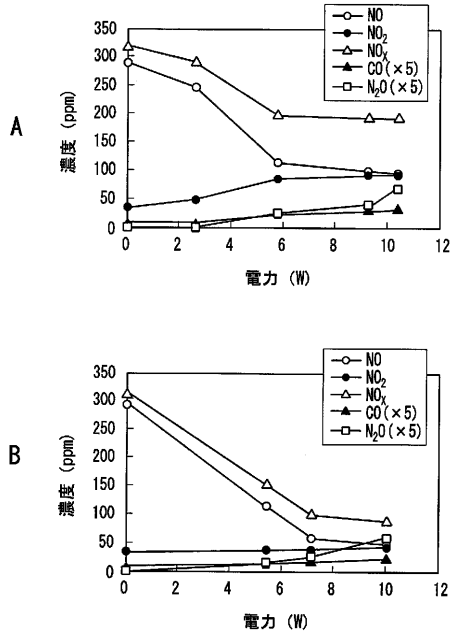 A
350
300
250
200
150
100
50
0
濃度 (ppm)
NO
NO₂
NOₓ
CO(×5)
N₂O(×5)
0 2 4 6 8 10 12
電力 (W)
B
350
300
250
200
150
100
50
0
濃度 (ppm)
NO
NO₂
NOₓ
CO(×5)
N₂O(×5)
0 2 4 6 8 10 12
電力 (W)